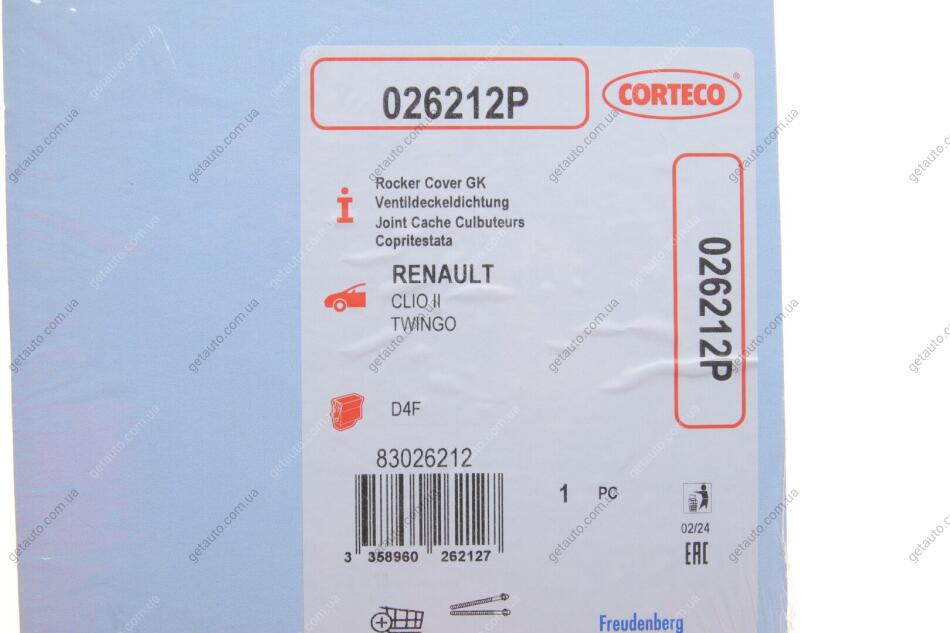 026212P
CORTECO®
Rocker Cover GK
Ventildeckeldichtung
Joint Cache Culbuteurs
Copritestata
RENAULT
CLIO II
TWINGO
026212P
D4F
83026212
1 PC
02/24
EAC
3 358960 262127
Freudenberg
getauto.com.ua